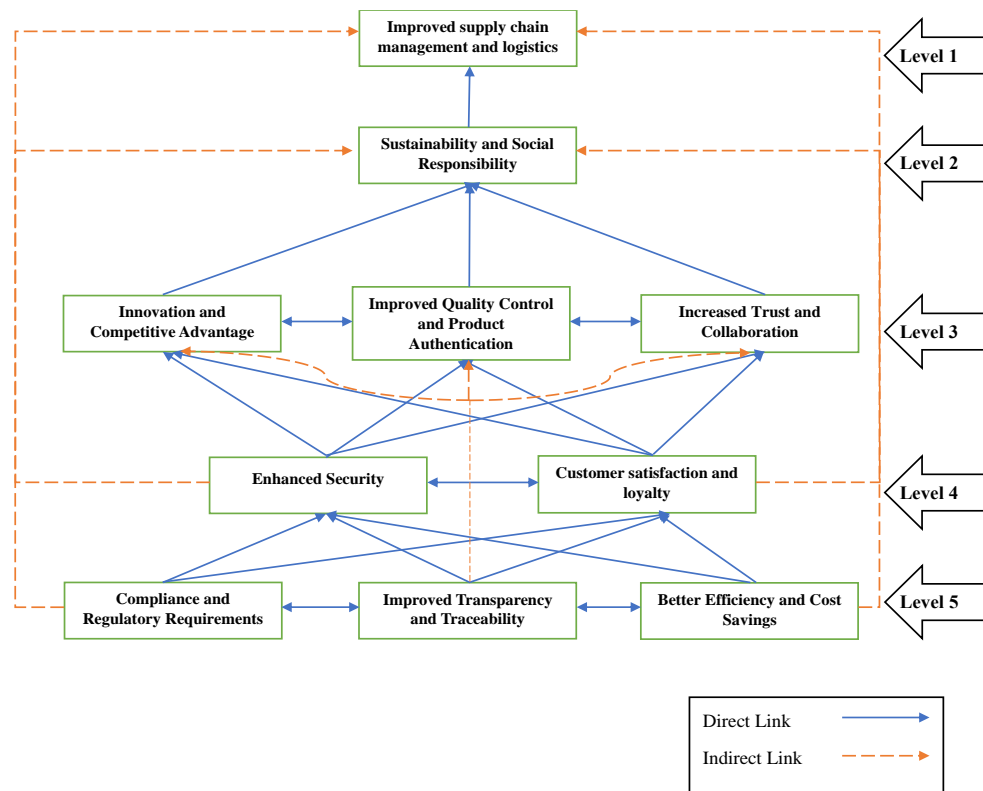 Improved supply chain
management and logistics
Level 1
Sustainability and Social
Responsibility
Level 2
Innovation and
Competitive Advantage
Improved Quality Control
and Product
Authentication
Increased Trust and
Collaboration
Level 3
Enhanced Security
Customer satisfaction and
loyalty
Level 4
Compliance and
Regulatory Requirements
Improved Transparency
and Traceability
Better Efficiency and Cost
Savings
Level 5
Direct Link
Indirect Link